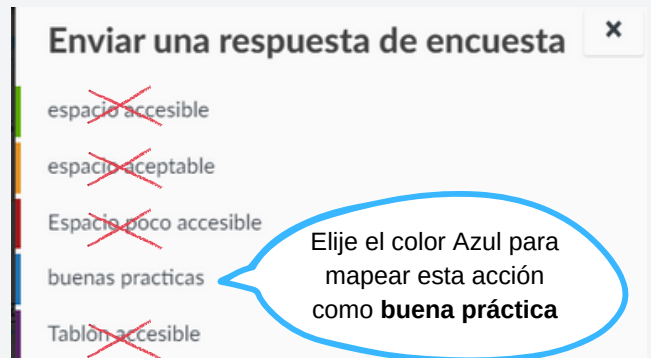 Enviar una respuesta de encuesta
×
espacio accesible
espacio aceptable
Espacio poco accesible
buenas practicas
Tablón accesible
Elije el color Azul para
mapear esta acción
como buena práctica